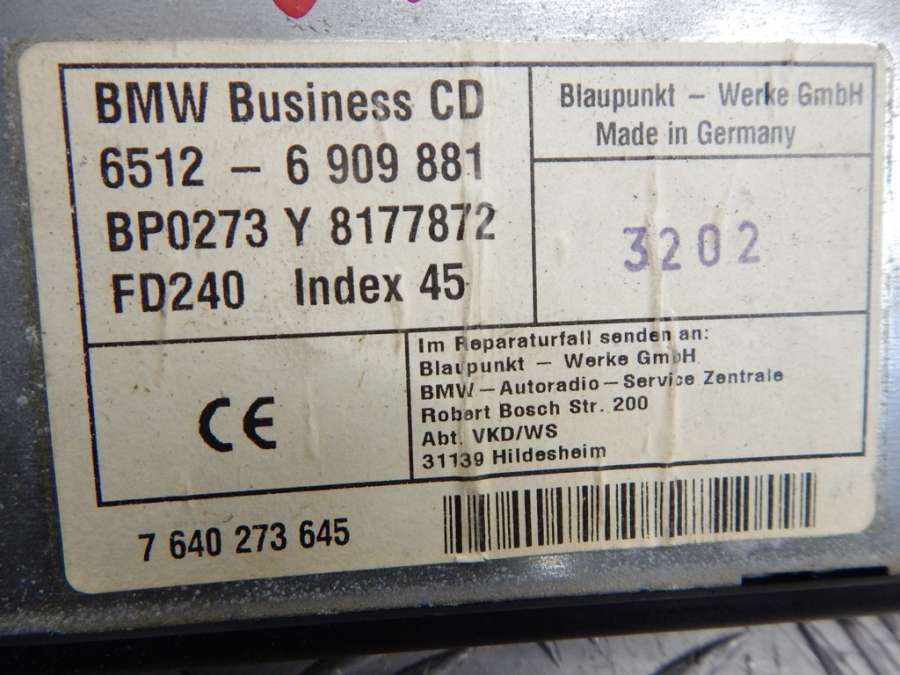 BMW Business CD
6512 – 6 909 881
BP0273 Y 8177872
FD240 Index 45
Blaupunkt – Werke GmbH
Made in Germany
3202
CE
Im Reparaturfall senden an:
Blaupunkt – Werke GmbH
BMW–Autoradio–Service Zentrale
Robert Bosch Str. 200
Abt. VKD/WS
31139 Hildesheim
7 640 273 645